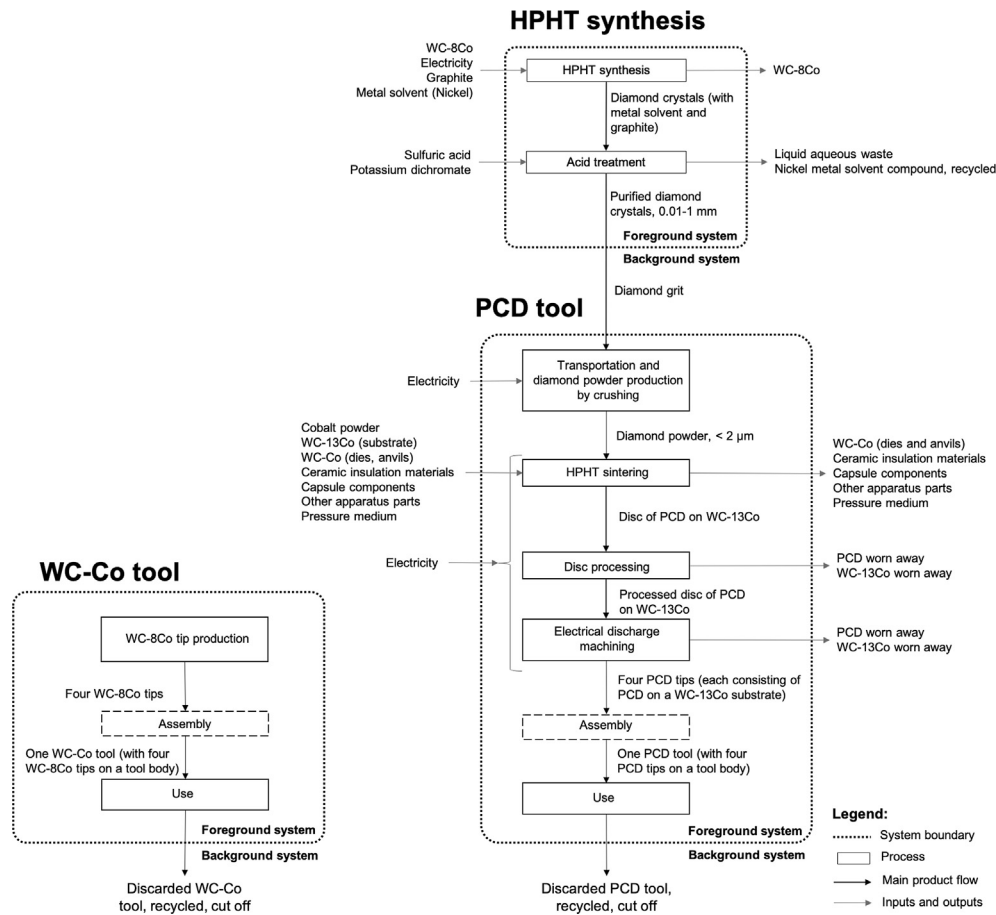 HPHT synthesis
WC-8Co
Electricity
Graphite
Metal solvent (Nickel)
HPHT synthesis
WC-8Co
Diamond crystals (with
metal solvent and
graphite)
Sulfuric acid
Potassium dichromate
Acid treatment
Liquid aqueous waste
Nickel metal solvent compound, recycled
Purified diamond
crystals, 0.01-1 mm
Foreground system
Background system
Diamond grit
PCD tool
Electricity
Transportation and
diamond powder production
by crushing
Diamond powder, < 2 μm
Cobalt powder
WC-13Co (substrate)
WC-Co (dies, anvils)
Ceramic insulation materials
Capsule components
Other apparatus parts
Pressure medium
HPHT sintering
WC-Co (dies and anvils)
Ceramic insulation materials
Capsule components
Other apparatus parts
Pressure medium
Disc of PCD on WC-13Co
Electricity
Disc processing
PCD worn away
WC-13Co worn away
Processed disc of PCD
on WC-13Co
Electrical discharge
machining
PCD worn away
WC-13Co worn away
Four PCD tips (each consisting of
PCD on a WC-13Co substrate)
Assembly
One PCD tool (with four
PCD tips on a tool body)
Use
Foreground system
Background system
Discarded PCD tool,
recycled, cut off
WC-Co tool
WC-8Co tip production
Four WC-8Co tips
Assembly
One WC-Co tool (with four
WC-8Co tips on a tool body)
Use
Foreground system
Background system
Discarded WC-Co
tool, recycled, cut off
Legend:
System boundary
Process
Main product flow
Inputs and outputs